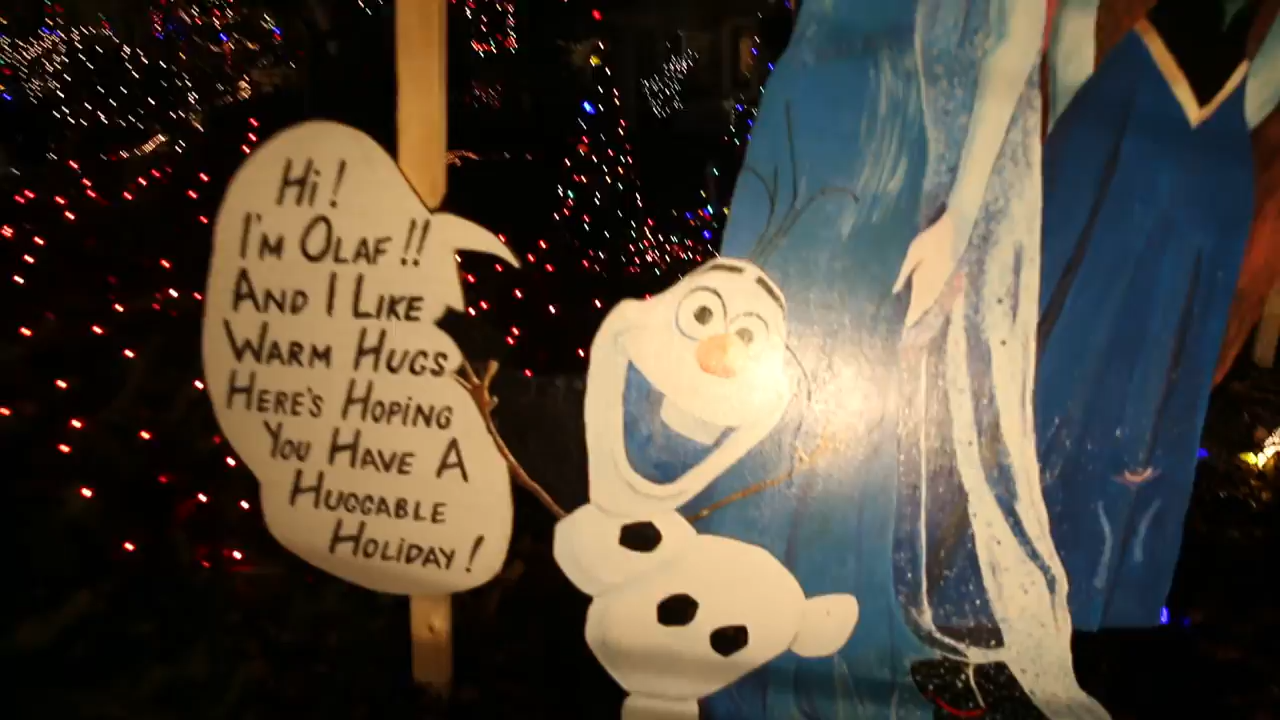 Hi!
I'M OLAF!!
AND I LIKE
WARM HUGS
HERE'S HOPING
YOU HAVE A
HUGGABLE
HOLIDAY!